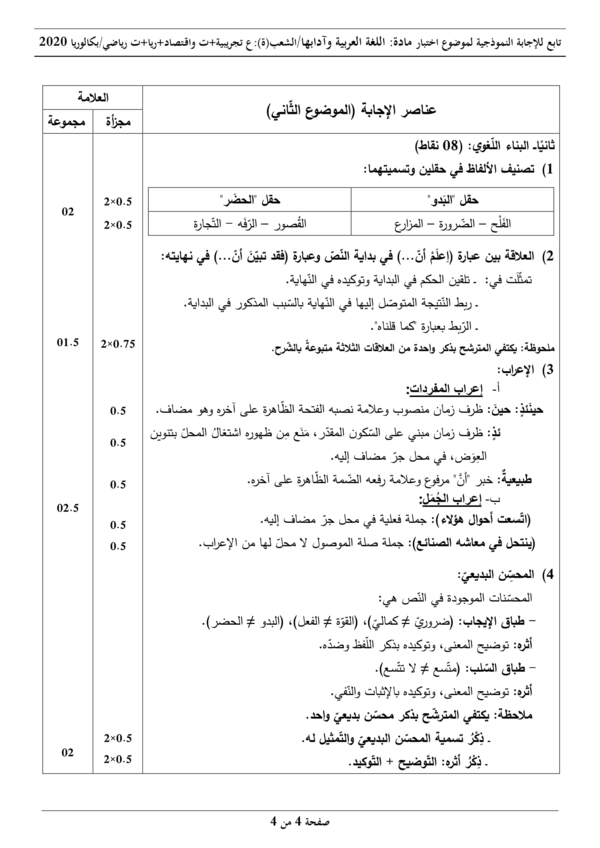 تابع للإجابة النموذجية لموضوع اختبار مادة: اللغة العربية وآدابها/الشعب(ة): ع تجريبية+ت واقتصاد+ريا+ت رياضي/بكالوريا 2020
عناصر الإجابة (الموضوع الثّاني)
العلامة
مجزأة
مجموعة
ثانيًا- البناء اللّغوي: (08 نقاط)
1) تصنيف الألفاظ في حقلين وتسميتهما:
حقل "البَدو"
حقل "الحضَر"
2×0.5
الفَلْح – الضّرورة – المزارع
القُصور – الرّفه – التّجارة
2×0.5
02
2) العلاقة بين عبارة (اِعلَمْ أنّ...) في بداية النّصّ وعبارة (فقد تبيّن أنّ...) في نهايته:
تمثّلت في: ـ تلقين الحكم في البداية وتوكيده في النّهاية.
ـ ربط النّتيجة المتوصّل إليها في النّهاية بالسّبب المذكور في البداية.
ـ الرّبط بعبارة "كما قلناه".
ملحوظة: يكتفي المترشح بذكر واحدة من العلاقات الثلاثة متبوعةً بالشّرح.
2×0.75
01.5
3) الإعراب:
أ- إعراب المفردات:
حينَئذٍ: حينَ: ظرف زمان منصوب وعلامة نصبه الفتحة الظّاهرة على آخره وهو مضاف.
0.5
ئذٍ: ظرف زمان مبني على السّكون المقدّر، مَنَع مِن ظهوره اشتغالُ المحلّ بتنوين
العِوَض، في محل جرّ مضاف إليه.
0.5
طبيعيةٌ: خبر "أنّ" مرفوع وعلامة رفعه الضّمة الظّاهرة على آخره.
0.5
ب- إعراب الجُمَل:
(اتّسعت أحوال هؤلاء): جملة فعلية في محل جرّ مضاف إليه.
0.5
(ينتحل في معاشه الصنائع): جملة صلة الموصول لا محلّ لها من الإعراب.
0.5
02.5
4) المحسّن البديعيّ:
المحسّنات الموجودة في النّص هي:
– طباق الإيجاب: (ضروريّ ≠ كماليّ)، (القوّة ≠ الفعل)، (البدو ≠ الحضر).
أثره: توضيح المعنى، وتوكيده بذكر اللّفظ وضدّه.
– طباق السّلب: (متّسع ≠ لا تتّسع).
أثره: توضيح المعنى، وتوكيده بالإثبات والنّفي.
ملاحظة: يكتفي المترشّح بذكر محسّن بديعيّ واحد.
ـ ذِكْرُ تسمية المحسّن البديعيّ والتّمثيل له.
2×0.5
ـ ذِكْرُ أثره: التّوضيح + التّوكيد.
2×0.5
02
صفحة 4 من 4